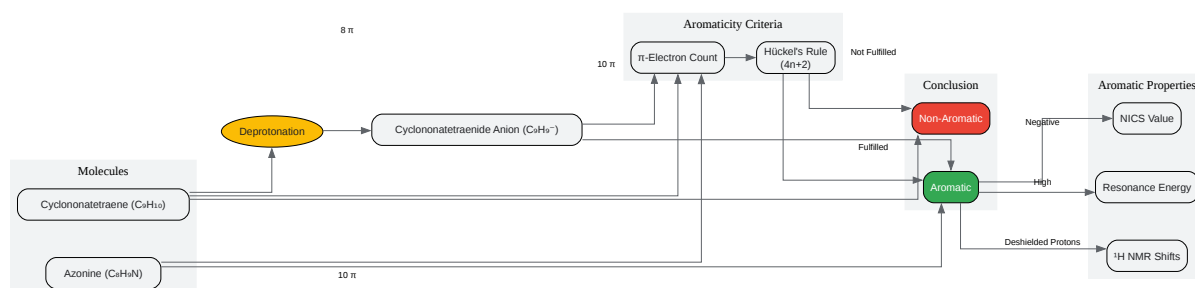 8 π
Aromaticity Criteria
π-Electron Count
Hückel's Rule
(4n+2)
Not Fulfilled
10 π
Conclusion
Aromatic Properties
Non-Aromatic
Negative
NICS Value
Deprotonation
Cyclononatetraenide Anion (C₉H₉⁻)
Fulfilled
Molecules
Aromatic
High
Resonance Energy
Cyclononatetraene (C₉H₁₀)
Deshielded Protons
¹H NMR Shifts
Azonine (C₈H₉N)
10 π